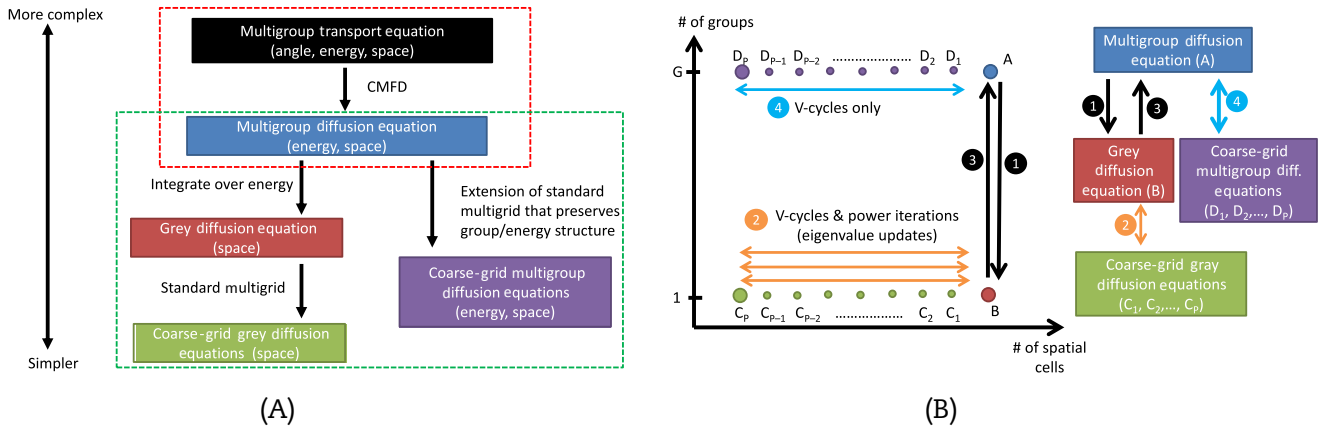 More complex
Multigroup transport equation
(angle, energy, space)
CMFD
Multigroup diffusion equation
(energy, space)
Integrate over energy
Extension of standard
multigrid that preserves
group/energy structure
Grey diffusion equation
(space)
Standard multigrid
Coarse-grid multigroup
diffusion equations
(energy, space)
Coarse-grid grey diffusion
equations (space)
Simpler
(A)
# of groups
G
D_P D_P–1 D_P–2 ..................... D_2 D_1
A
4 V-cycles only
3
1
2 V-cycles & power iterations
(eigenvalue updates)
1
C_P C_P–1 C_P–2 ..................... C_2 C_1
B
# of spatial
cells
Multigroup diffusion
equation (A)
1
3
4
Grey
diffusion
equation (B)
Coarse-grid
multigroup diff.
equations
(D_1, D_2,..., D_P)
2
Coarse-grid gray
diffusion equations
(C_1, C_2,..., C_P)
(B)